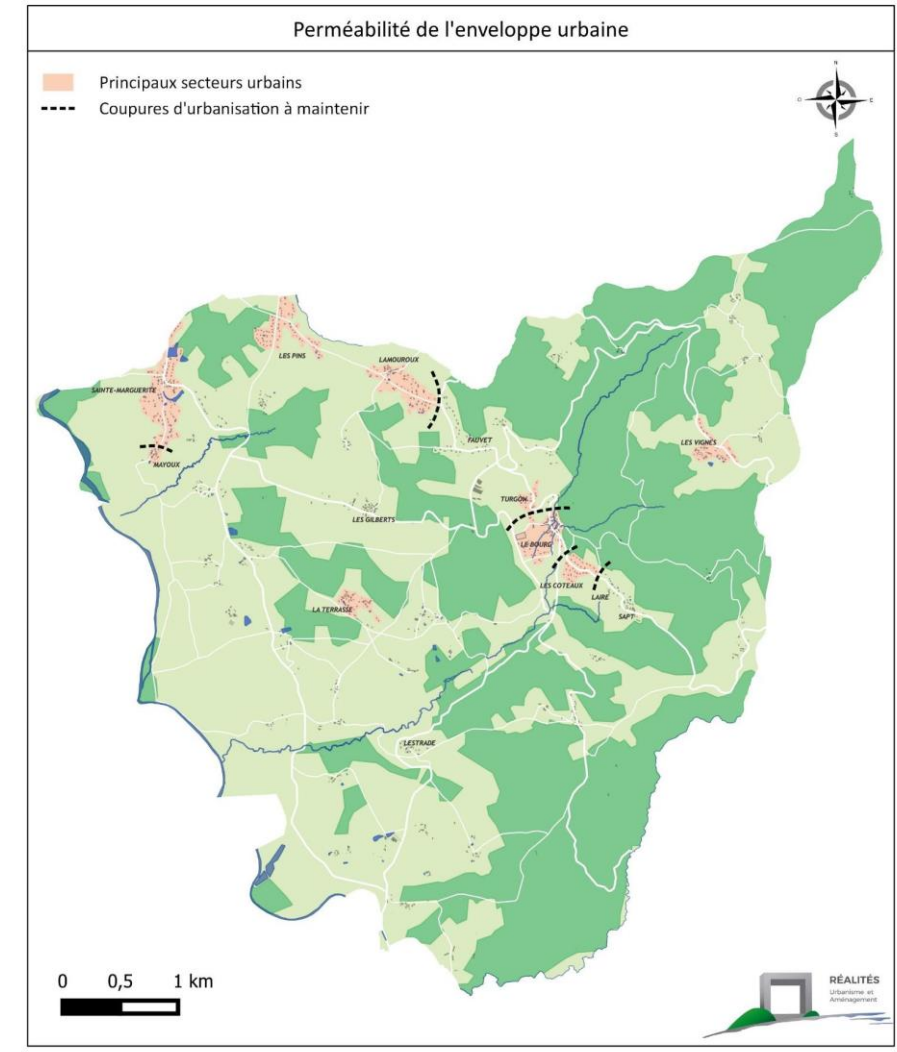 Perméabilité de l'enveloppe urbaine
Principaux secteurs urbains
Coupures d'urbanisation à maintenir
N
O
E
S
LES PINS
LAMOUROUX
SAINTE-MARGUERITE
FAUVET
LES VIGNES
MAYOUX
TURGON
LES GILBERTS
LE BOURG
LES COTEAUX
LAIRE
LA TERRASSE
SAPT
LESTRADE
0 0,5 1 km
RÉALITÉS
Urbanisme et
Aménagement